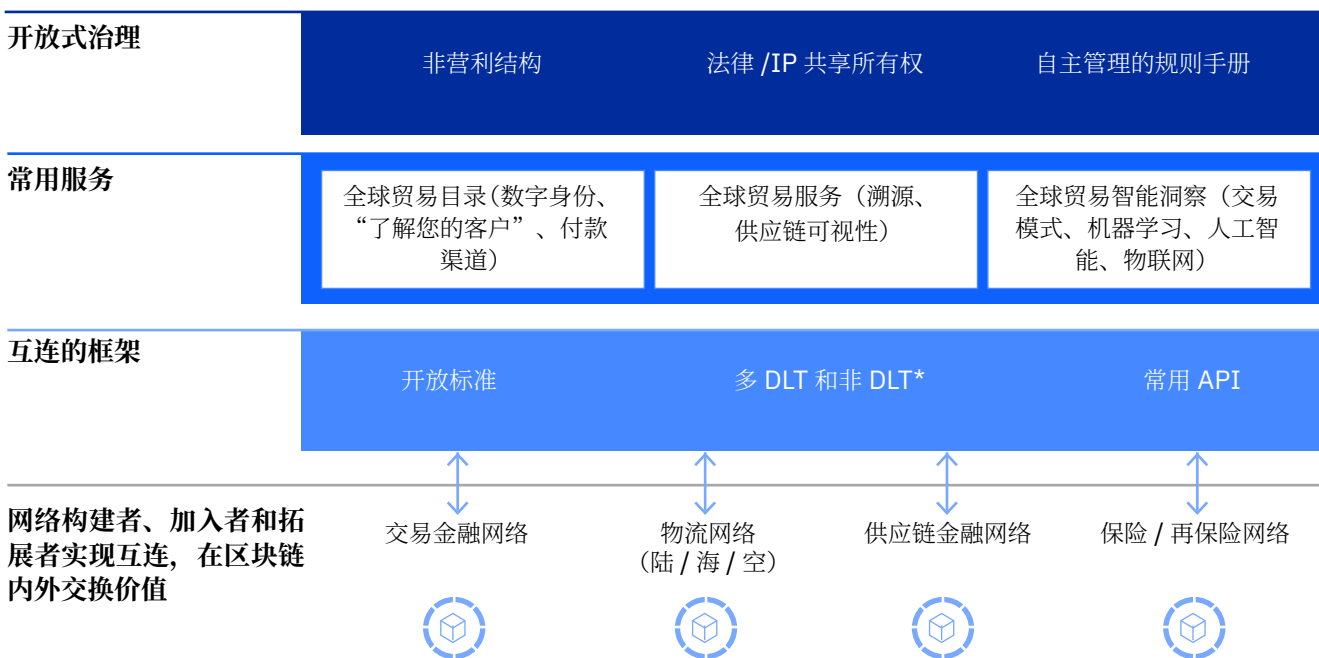 开放式治理
非营利结构
法律 /IP 共享所有权
自主管理的规则手册
常用服务
全球贸易目录（数字身份、
“了解您的客户”、付款
渠道）
全球贸易服务（溯源、
供应链可视性）
全球贸易智能洞察（交易
模式、机器学习、人工智
能、物联网）
互连的框架
开放标准
多 DLT 和非 DLT*
常用 API
网络构建者、加入者和拓
展者实现互连，在区块链
内外交换价值
交易金融网络
物流网络
（陆 / 海 / 空）
供应链金融网络
保险 / 再保险网络